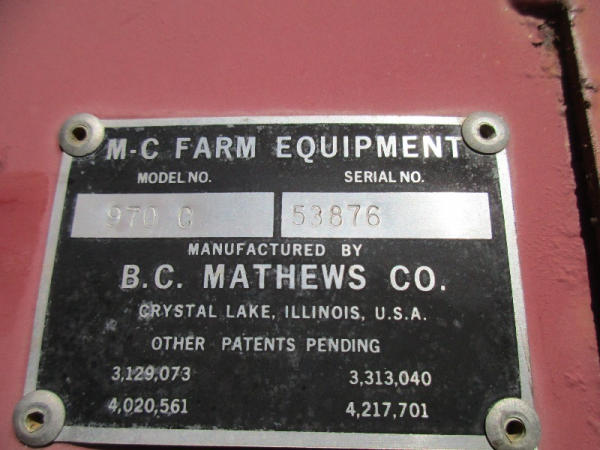 M-C FARM EQUIPMENT
MODEL NO. SERIAL NO.
970 C 53876
MANUFACTURED BY
B.C. MATHEWS CO.
CRYSTAL LAKE, ILLINOIS, U.S.A.
OTHER PATENTS PENDING
3,129,073 3,313,040
4,020,561 4,217,701